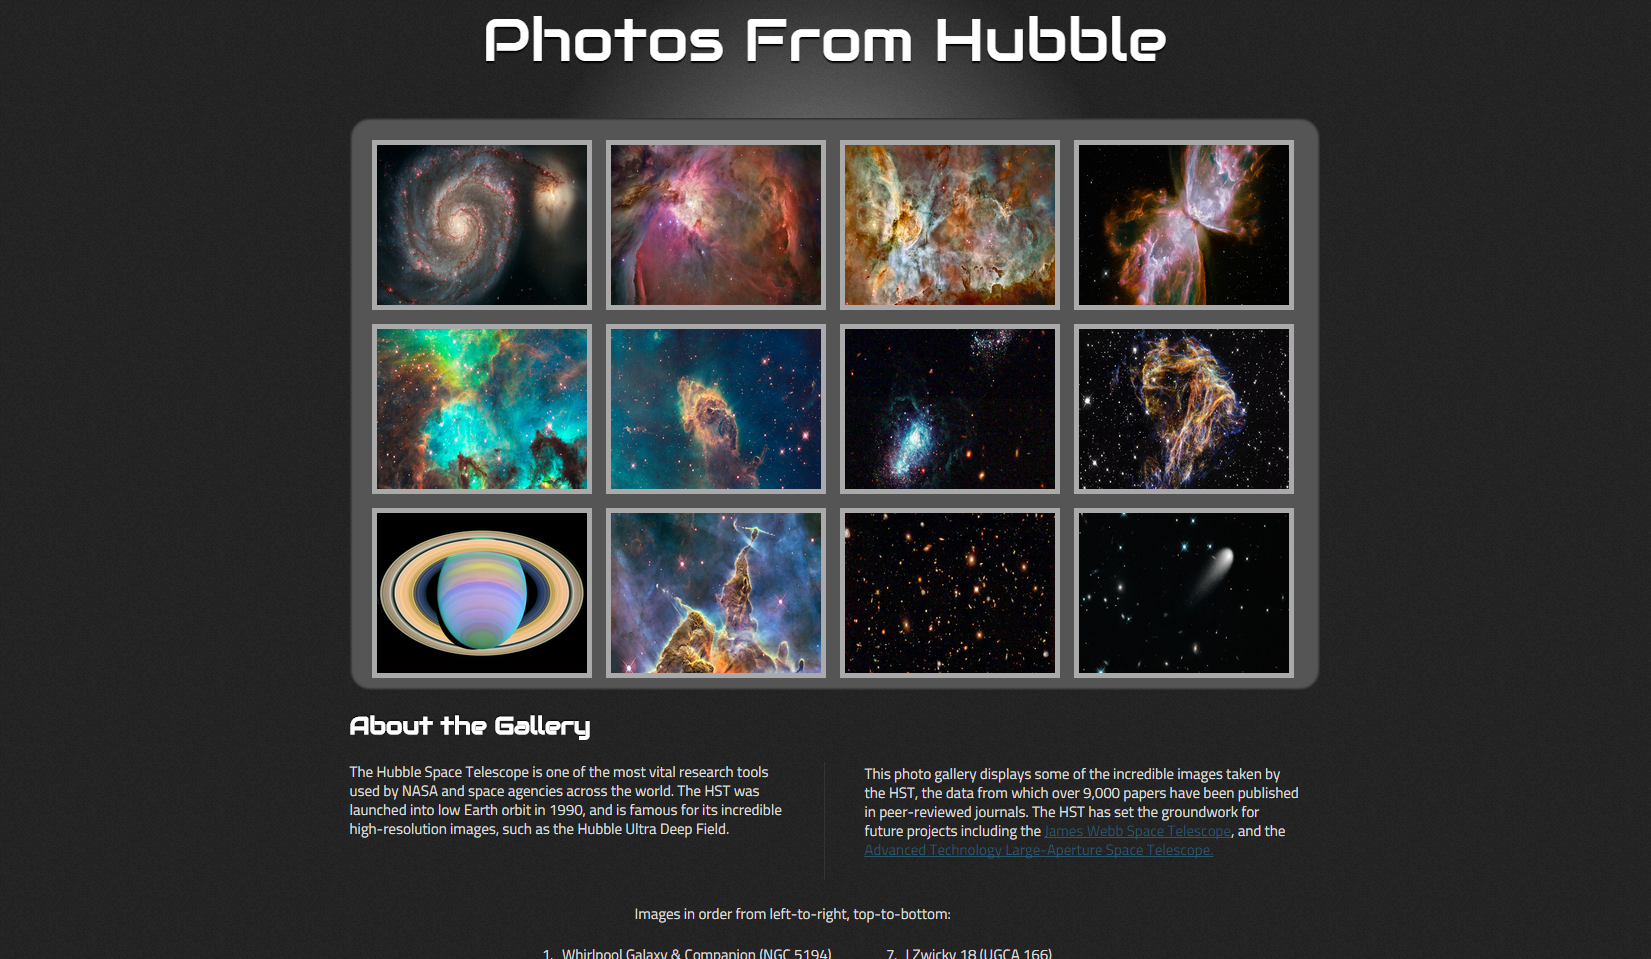 Photos From Hubble
About the Gallery
The Hubble Space Telescope is one of the most vital research tools
used by NASA and space agencies across the world. The HST was
launched into low Earth orbit in 1990, and is famous for its incredible
high-resolution images, such as the Hubble Ultra Deep Field.
This photo gallery displays some of the incredible images taken by
the HST, the data from which over 9,000 papers have been published
in peer-reviewed journals. The HST has set the groundwork for
future projects including the James Webb Space Telescope, and the
Advanced Technology Large-Aperture Space Telescope.
Images in order from left-to-right, top-to-bottom:
1. Whirlpool Galaxy & Companion (NGC 5194)
7. I Zwicky 18 (UGCA 166)